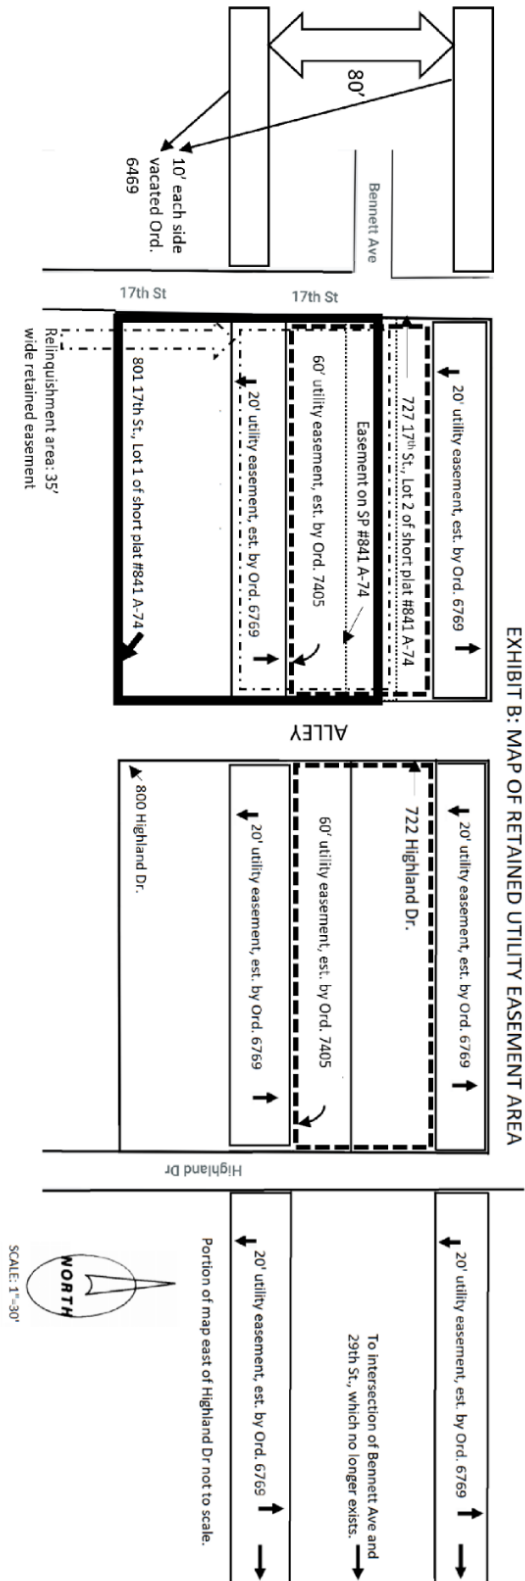 EXHIBIT B: MAP OF RETAINED UTILITY EASEMENT AREA
80’
10’ each side
vacated Ord.
6469
Bennett Ave
17th St
17th St
20’ utility easement, est. by Ord. 6769
727 17th St., Lot 2 of short plat #841 A-74
Easement on SP #841 A-74
60’ utility easement, est. by Ord. 7405
20’ utility easement, est. by Ord. 6769
801 17th St., Lot 1 of short plat #841 A-74
Relinquishment area: 35’
wide retained easement
ALLEY
20’ utility easement, est. by Ord. 6769
722 Highland Dr.
60’ utility easement, est. by Ord. 7405
20’ utility easement, est. by Ord. 6769
800 Highland Dr.
Highland Dr
20’ utility easement, est. by Ord. 6769
To intersection of Bennett Ave and
29th St., which no longer exists.
20’ utility easement, est. by Ord. 6769
Portion of map east of Highland Dr not to scale.
NORTH
SCALE: 1"=30'